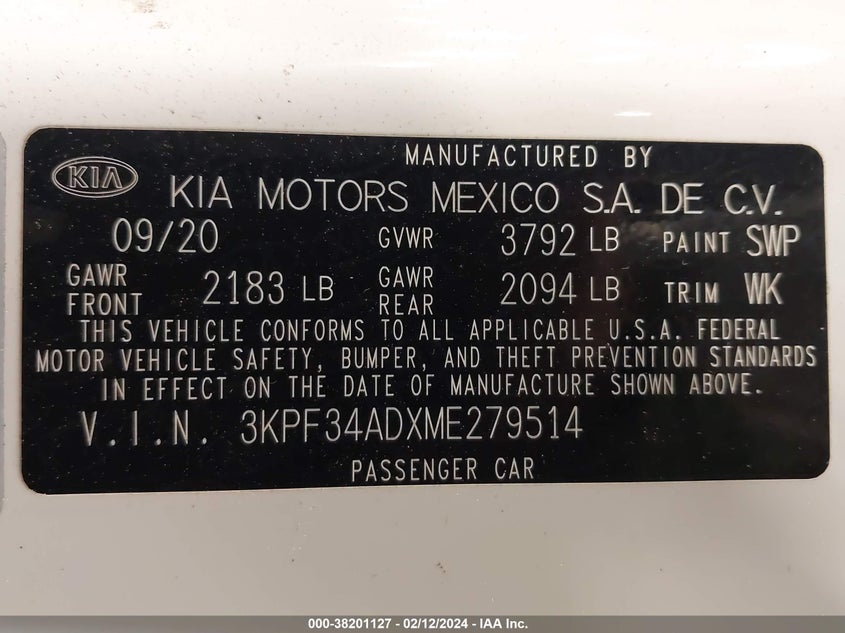 MANUFACTURED BY
KIA KIA MOTORS MEXICO S.A. DE C.V.
09/20 GVWR 3792 LB PAINT SWP
GAWR FRONT 2183 LB GAWR REAR 2094 LB TRIM WK
THIS VEHICLE CONFORMS TO ALL APPLICABLE U.S.A. FEDERAL
MOTOR VEHICLE SAFETY, BUMPER, AND THEFT PREVENTION STANDARDS
IN EFFECT ON THE DATE OF MANUFACTURE SHOWN ABOVE.
V.I.N. 3KPF34ADXME279514
PASSENGER CAR
000-38201127 - 02/12/2024 - IAA Inc.